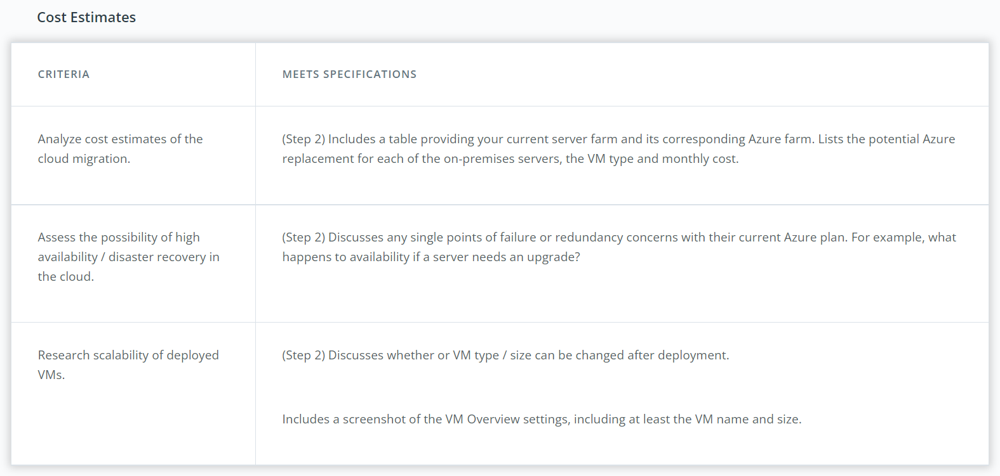 Cost Estimates
CRITERIA
MEETS SPECIFICATIONS
Analyze cost estimates of the
cloud migration.
(Step 2) Includes a table providing your current server farm and its corresponding Azure farm. Lists the potential Azure
replacement for each of the on-premises servers, the VM type and monthly cost.
Assess the possibility of high
availability / disaster recovery in
the cloud.
(Step 2) Discusses any single points of failure or redundancy concerns with their current Azure plan. For example, what
happens to availability if a server needs an upgrade?
Research scalability of deployed
VMs.
(Step 2) Discusses whether or VM type / size can be changed after deployment.
Includes a screenshot of the VM Overview settings, including at least the VM name and size.